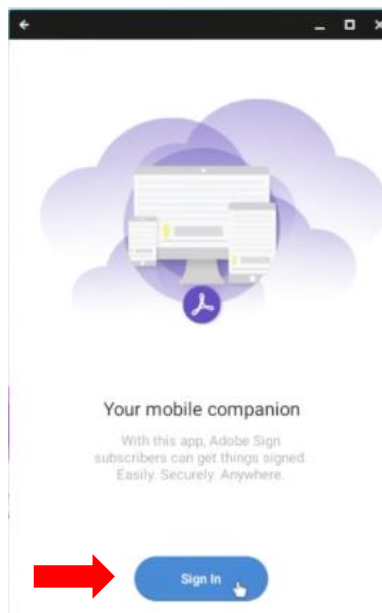 Your mobile companion
With this app, Adobe Sign
subscribers can get things signed.
Easily. Securely. Anywhere.
Sign In